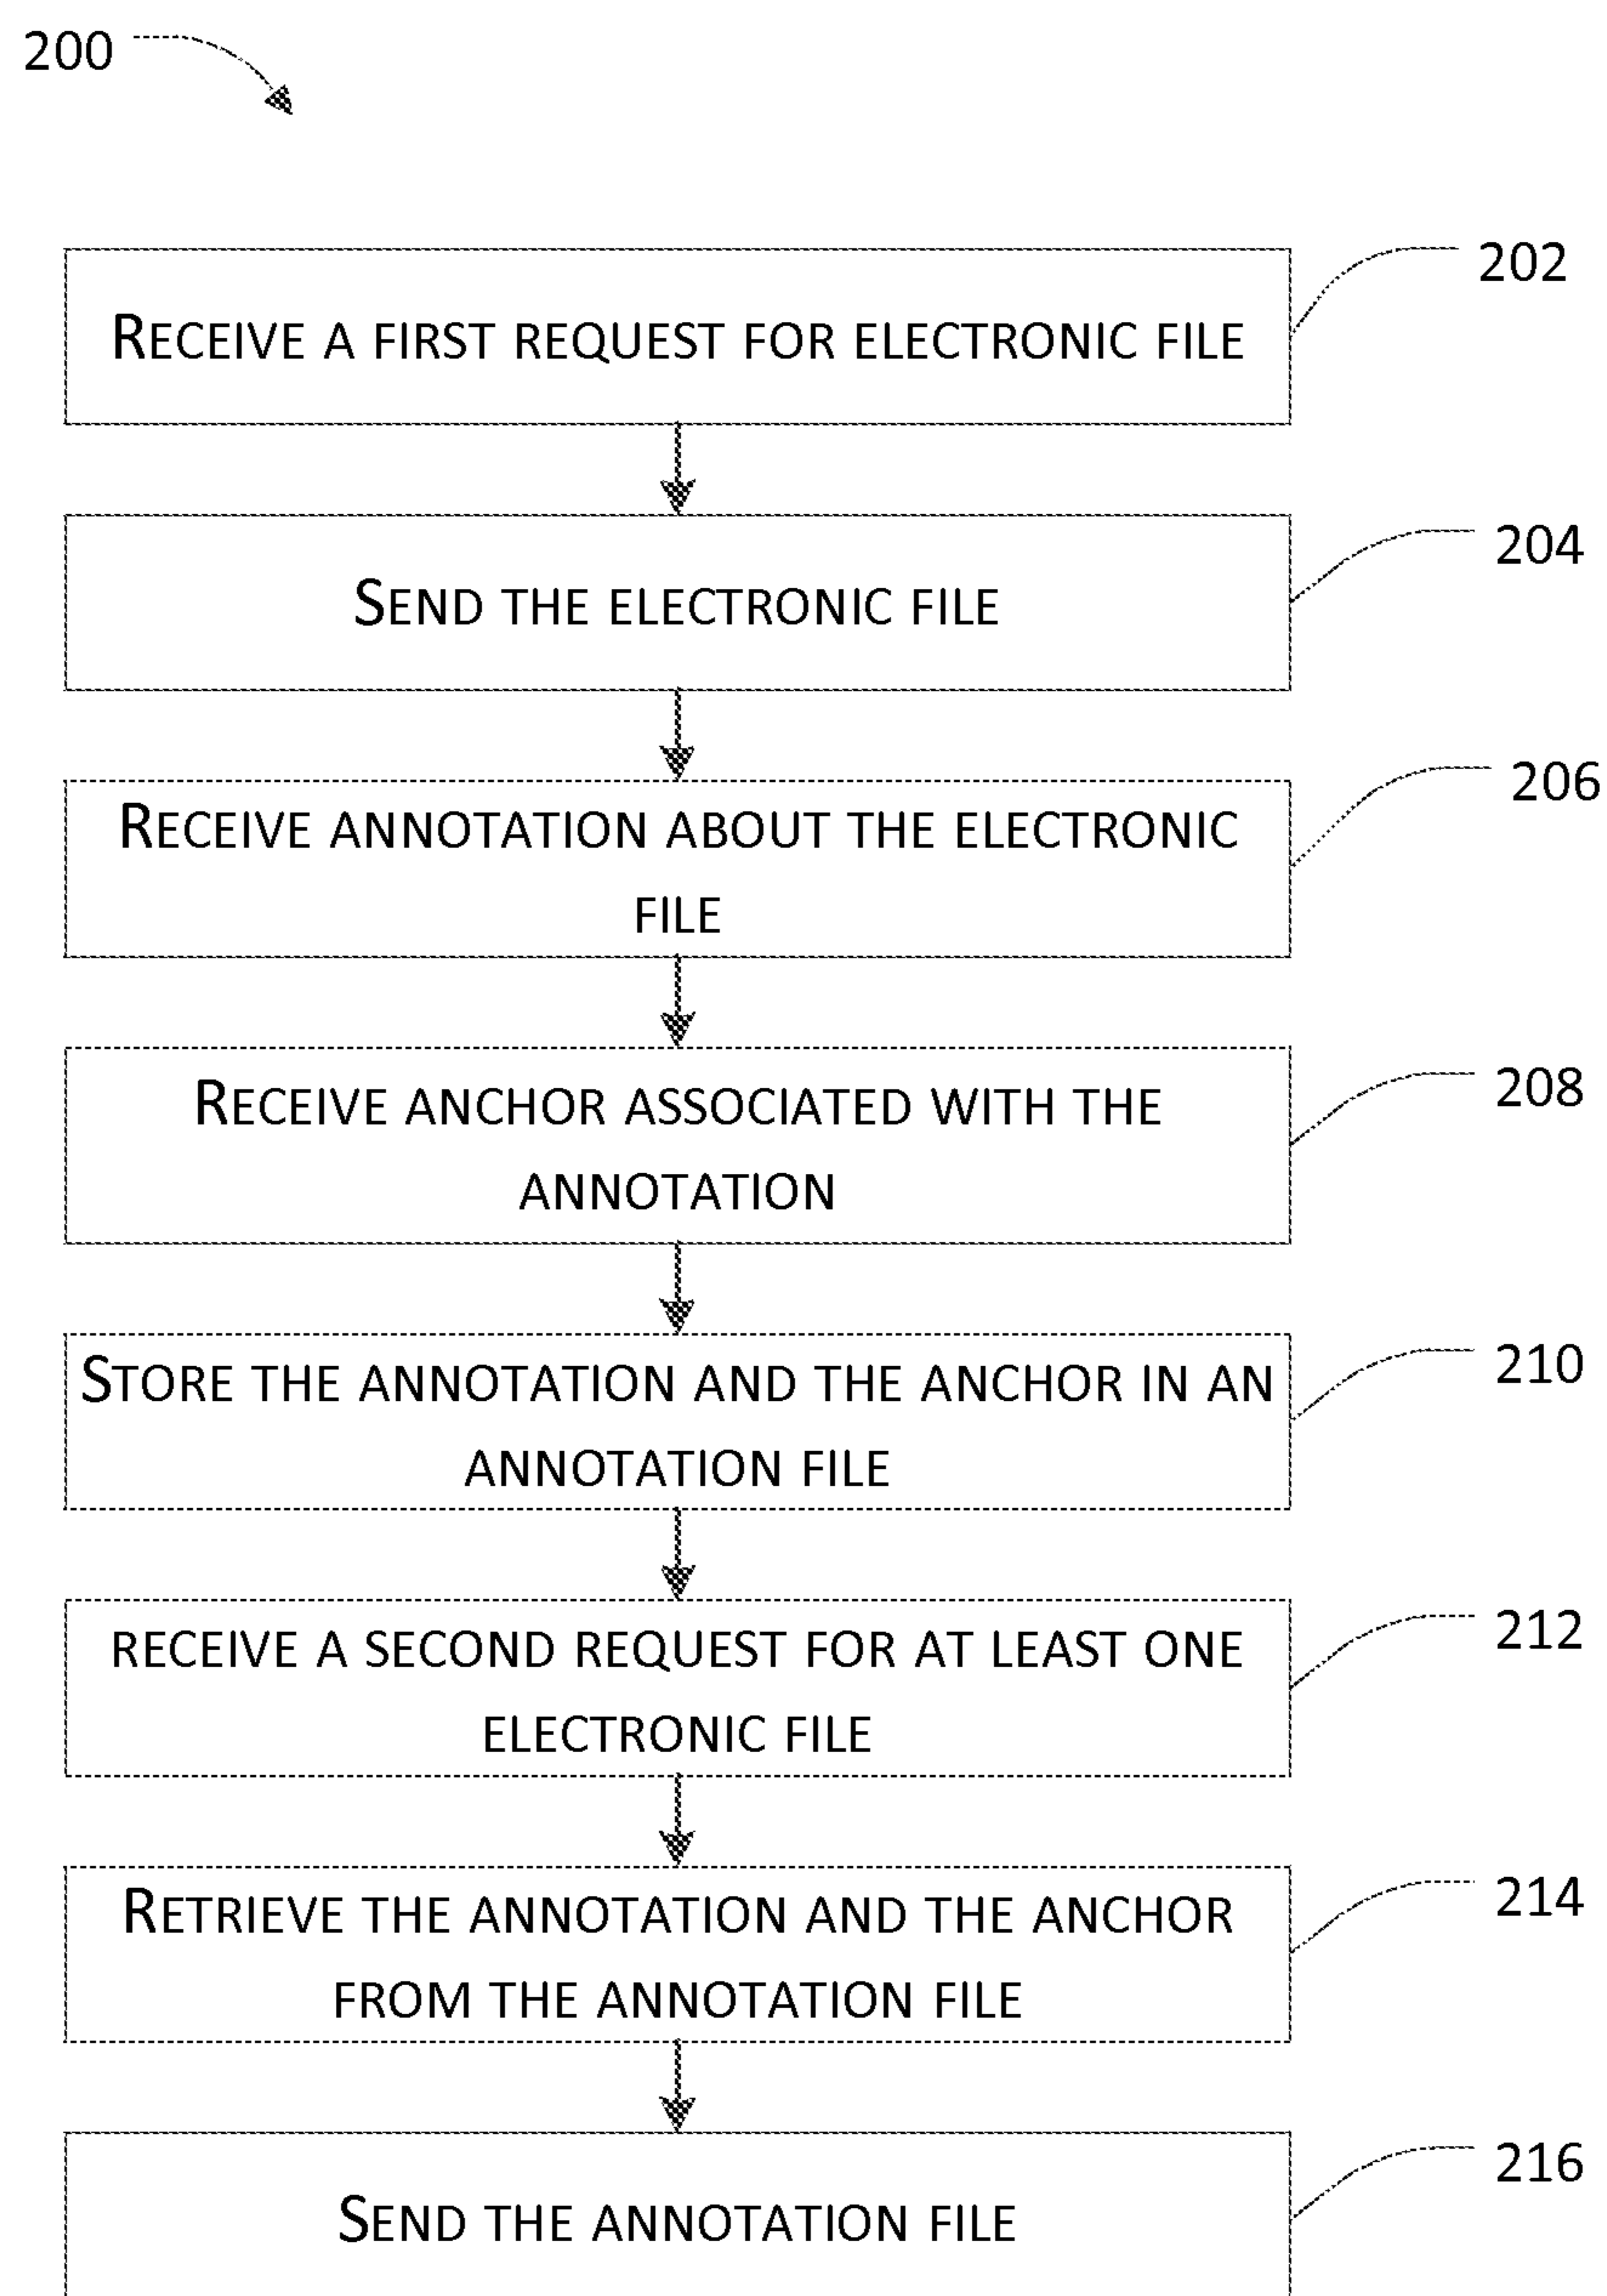 200
202
RECEIVE A FIRST REQUEST FOR ELECTRONIC FILE
204
SEND THE ELECTRONIC FILE
206
RECEIVE ANNOTATION ABOUT THE ELECTRONIC
FILE
208
RECEIVE ANCHOR ASSOCIATED WITH THE
ANNOTATION
210
STORE THE ANNOTATION AND THE ANCHOR IN AN
ANNOTATION FILE
212
RECEIVE A SECOND REQUEST FOR AT LEAST ONE
ELECTRONIC FILE
214
RETRIEVE THE ANNOTATION AND THE ANCHOR
FROM THE ANNOTATION FILE
216
SEND THE ANNOTATION FILE